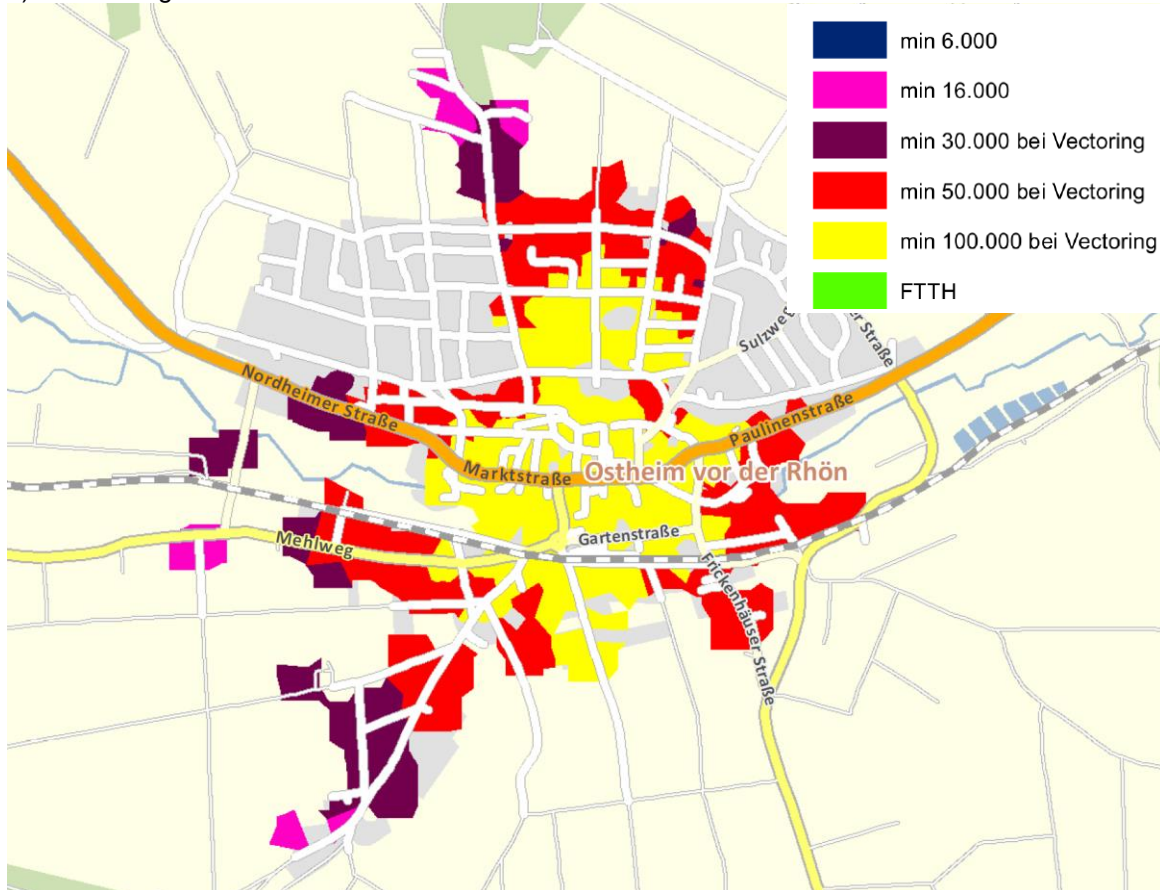 min 6.000
min 16.000
min 30.000 bei Vectoring
min 50.000 bei Vectoring
min 100.000 bei Vectoring
FTTH
Sulzweg
Straße
Nordheimer Straße
Paulinenstraße
Marktstraße
Ostheim vor der Rhön
Gartenstraße
Mehlweg
Frickenhäuser Straße